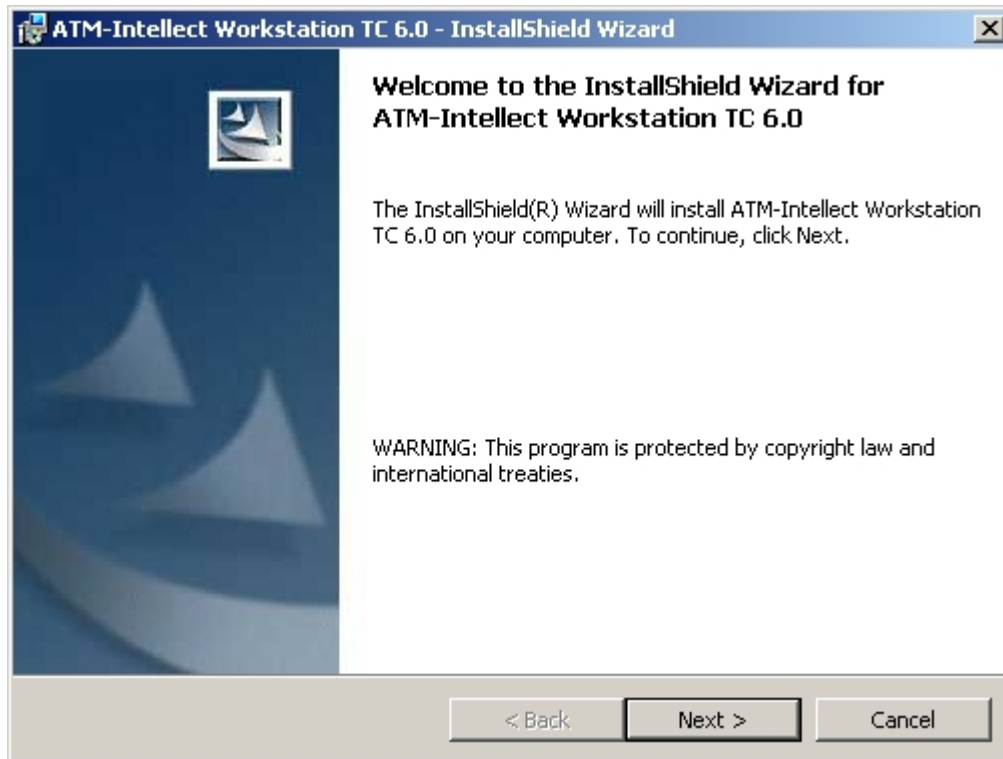 ATM-Intellect Workstation TC 6.0 - InstallShield Wizard
Welcome to the InstallShield Wizard for
ATM-Intellect Workstation TC 6.0
The InstallShield(R) Wizard will install ATM-Intellect Workstation
TC 6.0 on your computer. To continue, click Next.
WARNING: This program is protected by copyright law and
international treaties.
< Back
Next >
Cancel